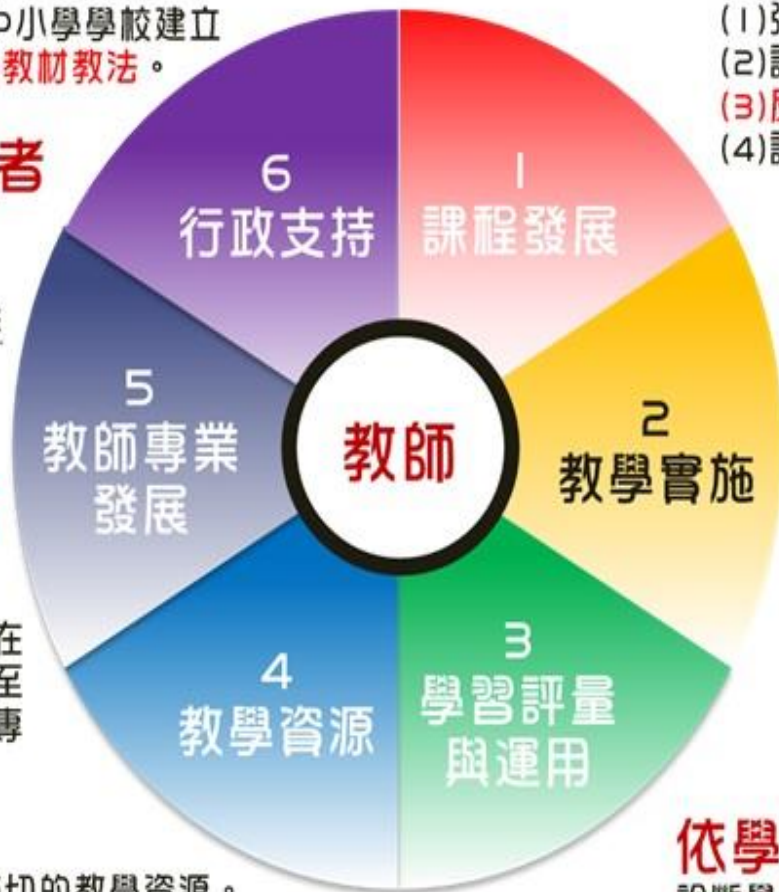 中小學學校建立
教材教法。
者
(1)
(2)
(3)
(4)
6
行政支持
1
課程發展
5
教師專業
發展
教師
2
教學實施
在
至
傳
4
教學資源
3
學習評量
與運用
依學
切的教學資源。